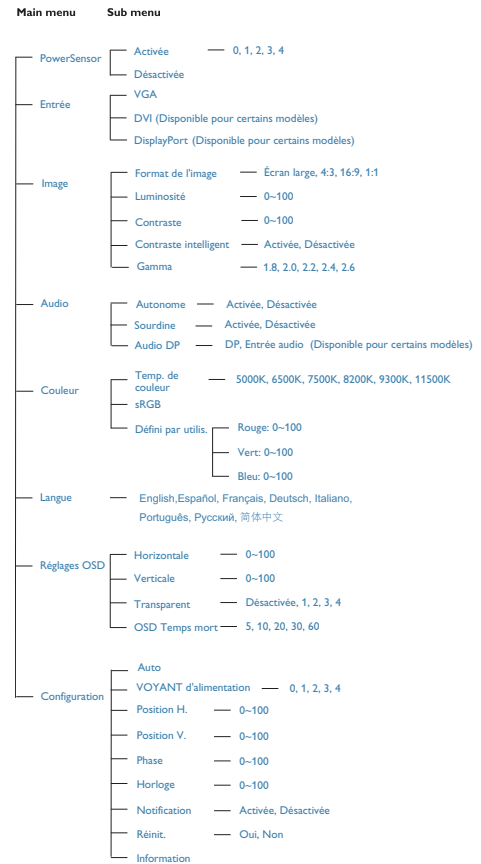 Main menu Sub menu
PowerSensor
Activée 0, 1, 2, 3, 4
Désactivée
Entrée
VGA
DVI (Disponible pour certains modèles)
DisplayPort (Disponible pour certains modèles)
Image
Format de l'image Écran large, 4:3, 16:9, 1:1
Luminosité 0~100
Contraste 0~100
Contraste intelligent Activée, Désactivée
Gamma 1.8, 2.0, 2.2, 2.4, 2.6
Audio
Autonome Activée, Désactivée
Sourdine Activée, Désactivée
Audio DP DP, Entrée audio (Disponible pour certains modèles)
Couleur
Temp. de
couleur 5000K, 6500K, 7500K, 8200K, 9300K, 11500K
sRGB
Défini par utilis. Rouge: 0~100
Vert: 0~100
Bleu: 0~100
Langue
English,Español, Français, Deutsch, Italiano,
Português, Русский, 简体中文
Réglages OSD
Horizontale 0~100
Verticale 0~100
Transparent Désactivée, 1, 2, 3, 4
OSD Temps mort 5, 10, 20, 30, 60
Configuration
Auto
VOYANT d'alimentation 0, 1, 2, 3, 4
Position H. 0~100
Position V. 0~100
Phase 0~100
Horloge 0~100
Notification Activée, Désactivée
Réinit. Oui, Non
Information